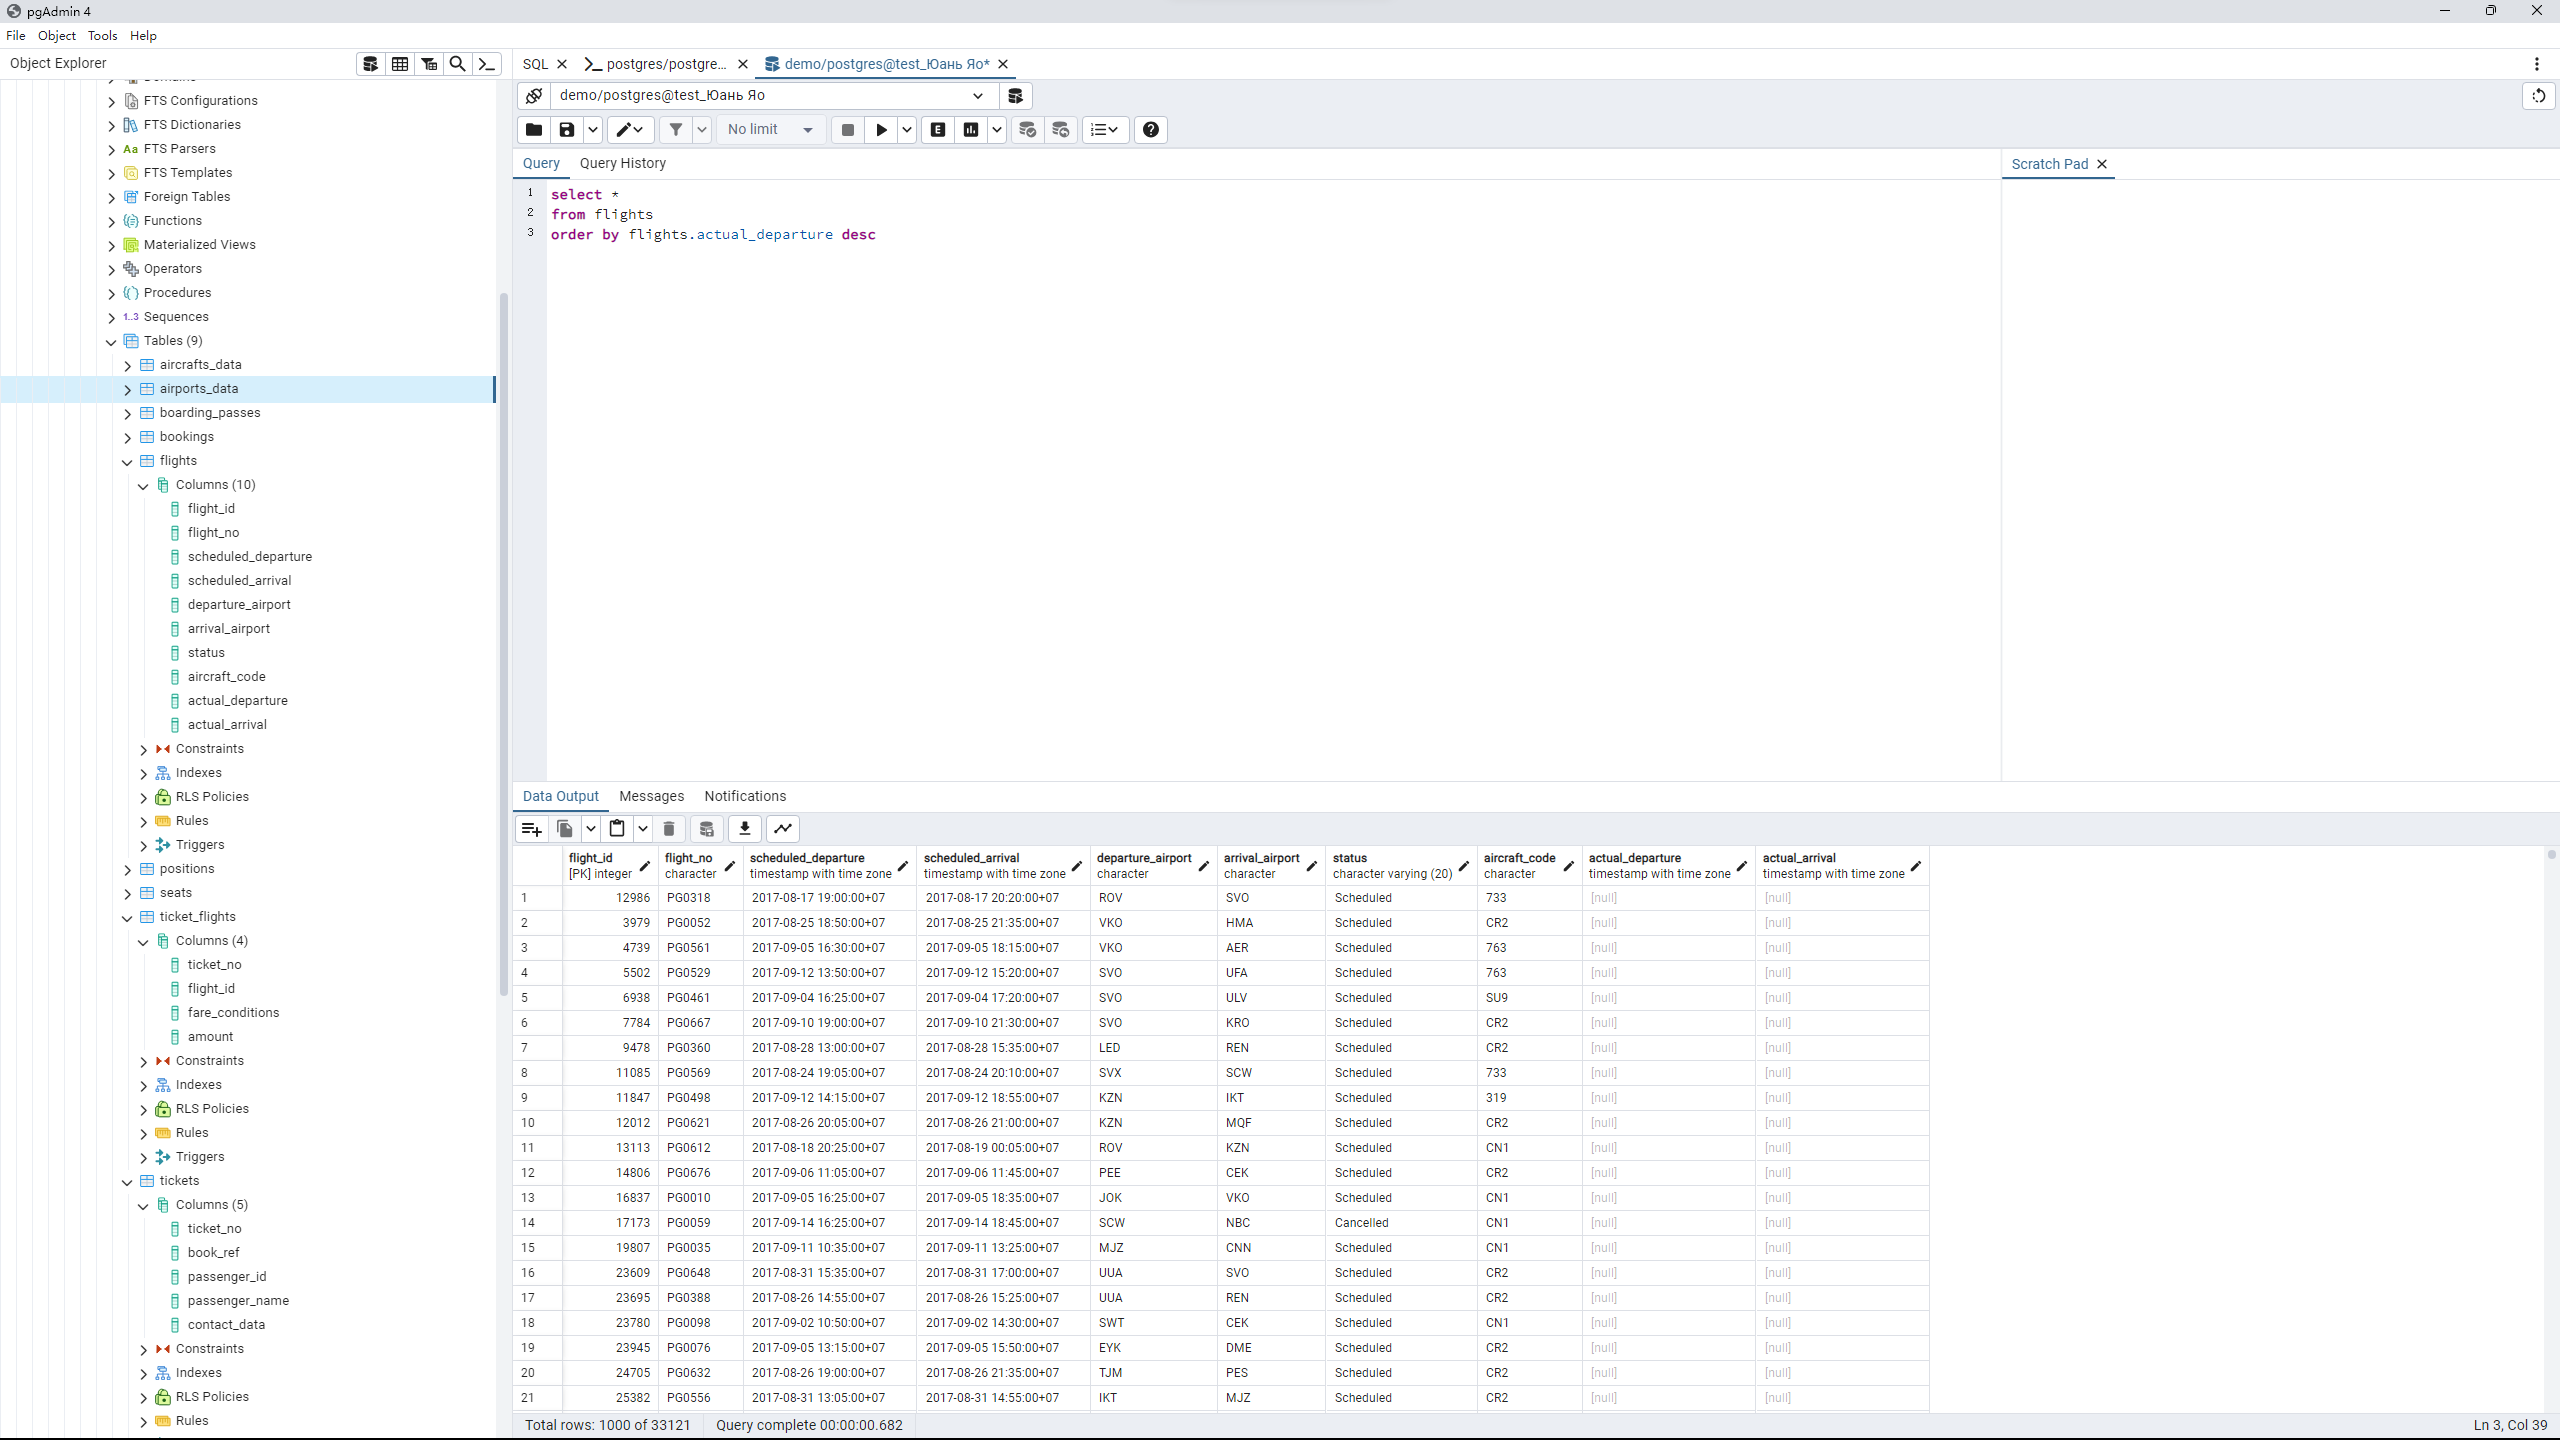 pgAdmin 4
File Object Tools Help
Object Explorer
FTS Configurations
FTS Dictionaries
Aa FTS Parsers
FTS Templates
Foreign Tables
Functions
Materialized Views
Operators
Procedures
1..3 Sequences
Tables (9)
aircrafts_data
airports_data
boarding_passes
bookings
flights
Columns (10)
flight_id
flight_no
scheduled_departure
scheduled_arrival
departure_airport
arrival_airport
status
aircraft_code
actual_departure
actual_arrival
Constraints
Indexes
RLS Policies
Rules
Triggers
positions
seats
ticket_flights
Columns (4)
ticket_no
flight_id
fare_conditions
amount
Constraints
Indexes
RLS Policies
Rules
Triggers
tickets
Columns (5)
ticket_no
book_ref
passenger_id
passenger_name
contact_data
Constraints
Indexes
RLS Policies
Rules
SQL postgres/postgre... demo/postgres@test_Юань Яо*
demo/postgres@test_Юань Яо
No limit E
Query Query History
Scratch Pad
1 select *
2 from flights
3 order by flights.actual_departure desc
Data Output Messages Notifications
flight_id flight_no scheduled_departure scheduled_arrival departure_airport arrival_airport status aircraft_code actual_departure actual_arrival
[PK] integer character timestamp with time zone timestamp with time zone character character character varying (20) character timestamp with time zone timestamp with time zone
1 12986 PG0318 2017-08-17 19:00:00+07 2017-08-17 20:20:00+07 ROV SVO Scheduled 733 [null] [null]
2 3979 PG0052 2017-08-25 18:50:00+07 2017-08-25 21:35:00+07 VKO HMA Scheduled CR2 [null] [null]
3 4739 PG0561 2017-09-05 16:30:00+07 2017-09-05 18:15:00+07 VKO AER Scheduled 763 [null] [null]
4 5502 PG0529 2017-09-12 13:50:00+07 2017-09-12 15:20:00+07 SVO UFA Scheduled 763 [null] [null]
5 6938 PG0461 2017-09-04 16:25:00+07 2017-09-04 17:20:00+07 SVO ULV Scheduled SU9 [null] [null]
6 7784 PG0667 2017-09-10 19:00:00+07 2017-09-10 21:30:00+07 SVO KRO Scheduled CR2 [null] [null]
7 9478 PG0360 2017-08-28 13:00:00+07 2017-08-28 15:35:00+07 LED REN Scheduled CR2 [null] [null]
8 11085 PG0569 2017-08-24 19:05:00+07 2017-08-24 20:10:00+07 SVX SCW Scheduled 733 [null] [null]
9 11847 PG0498 2017-09-12 14:15:00+07 2017-09-12 18:55:00+07 KZN IKT Scheduled 319 [null] [null]
10 12012 PG0621 2017-08-26 20:05:00+07 2017-08-26 21:00:00+07 KZN MQF Scheduled CR2 [null] [null]
11 13113 PG0612 2017-08-18 20:25:00+07 2017-08-19 00:05:00+07 ROV KZN Scheduled CN1 [null] [null]
12 14806 PG0676 2017-09-06 11:05:00+07 2017-09-06 11:45:00+07 PEE CEK Scheduled CR2 [null] [null]
13 16837 PG0010 2017-09-05 16:25:00+07 2017-09-05 18:35:00+07 JOK VKO Scheduled CN1 [null] [null]
14 17173 PG0059 2017-09-14 16:25:00+07 2017-09-14 18:45:00+07 SCW NBC Cancelled CN1 [null] [null]
15 19807 PG0035 2017-09-11 10:35:00+07 2017-09-11 13:25:00+07 MJZ CNN Scheduled CN1 [null] [null]
16 23609 PG0648 2017-08-31 15:35:00+07 2017-08-31 17:00:00+07 UUA SVO Scheduled CR2 [null] [null]
17 23695 PG0388 2017-08-26 14:55:00+07 2017-08-26 15:25:00+07 UUA REN Scheduled CR2 [null] [null]
18 23780 PG0098 2017-09-02 10:50:00+07 2017-09-02 14:30:00+07 SWT CEK Scheduled CN1 [null] [null]
19 23945 PG0076 2017-09-05 13:15:00+07 2017-09-05 15:50:00+07 EYK DME Scheduled CR2 [null] [null]
20 24705 PG0632 2017-08-26 19:00:00+07 2017-08-26 21:35:00+07 TJM PES Scheduled CR2 [null] [null]
21 25382 PG0556 2017-08-31 13:05:00+07 2017-08-31 14:55:00+07 IKT MJZ Scheduled CR2 [null] [null]
Total rows: 1000 of 33121 Query complete 00:00:00.682 Ln 3, Col 39